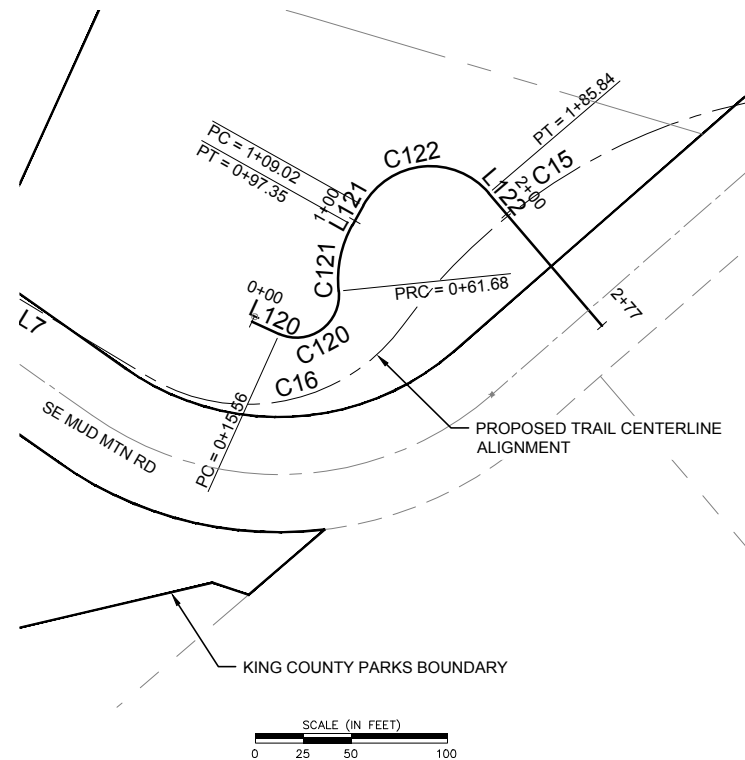 C122
PT = 1+85.84
PC = 1+09.02
PT = 0+97.35
C15
L122
2+00
L121
1+00
C121
PRC = 0+61.68
0+00
L120
2+77
C120
L7
C16
PC = 0+15.56
SE MUD MTN RD
PROPOSED TRAIL CENTERLINE
ALIGNMENT
KING COUNTY PARKS BOUNDARY
SCALE (IN FEET)
0 25 50 100